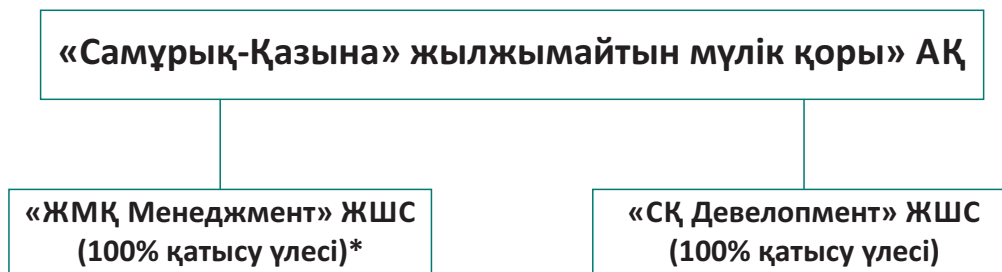 «Самұрық-Қазына» жылжымайтын мүлік қоры» АҚ
«ЖМҚ Менеджмент» ЖШС
(100% қатысу үлесі)*
«СҚ Девелопмент» ЖШС
(100% қатысу үлесі)